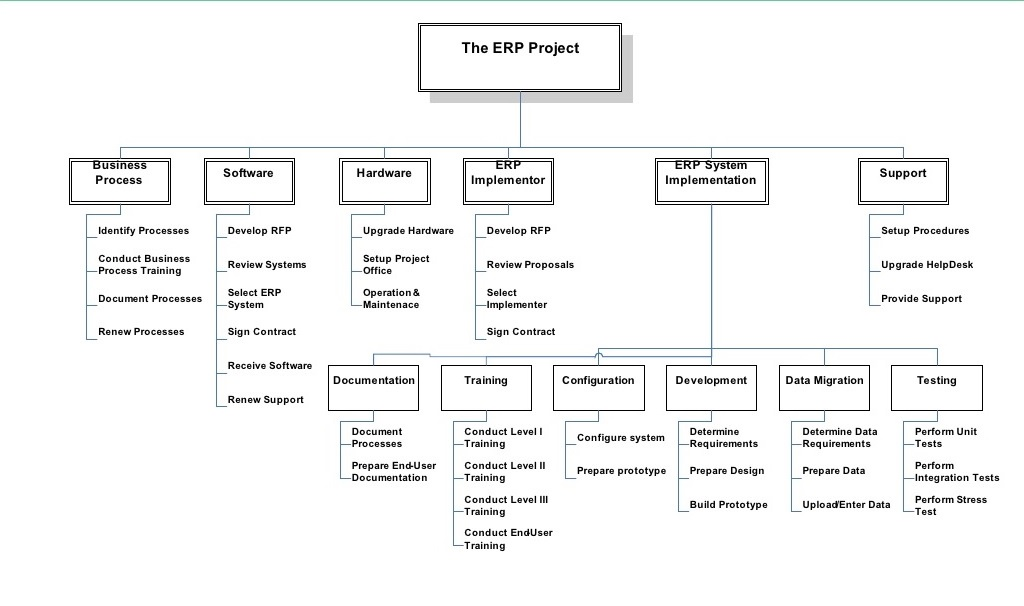 The ERP Project
Business
Process
Identify Processes
Conduct Business
Process Training
Document Processes
Renew Processes
Software
Develop RFP
Review Systems
Select ERP
System
Sign Contract
Receive Software
Renew Support
Hardware
Upgrade Hardware
Setup Project
Office
Operation &
Maintenace
ERP
Implementor
Develop RFP
Review Proposals
Select
Implementer
Sign Contract
ERP System
Implementation
Documentation
Document
Processes
Prepare End-User
Documentation
Training
Conduct Level I
Training
Conduct Level II
Training
Conduct Level III
Training
Conduct End-User
Training
Configuration
Configure system
Prepare prototype
Development
Determine
Requirements
Prepare Design
Build Prototype
Data Migration
Determine Data
Requirements
Prepare Data
Upload/Enter Data
Testing
Perform Unit
Tests
Perform
Integration Tests
Perform Stress
Test
Support
Setup Procedures
Upgrade HelpDesk
Provide Support